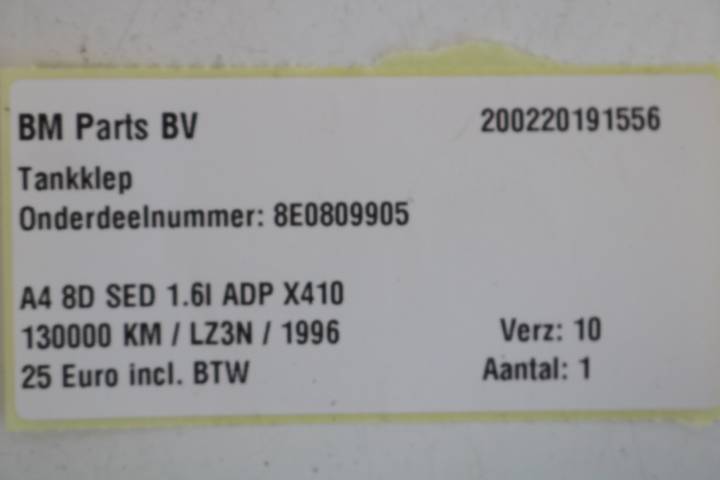 BM Parts BV 200220191556
Tankklep
Onderdeelnummer: 8E0809905
A4 8D SED 1.6I ADP X410
130000 KM / LZ3N / 1996 Verz: 10
25 Euro incl. BTW Aantal: 1